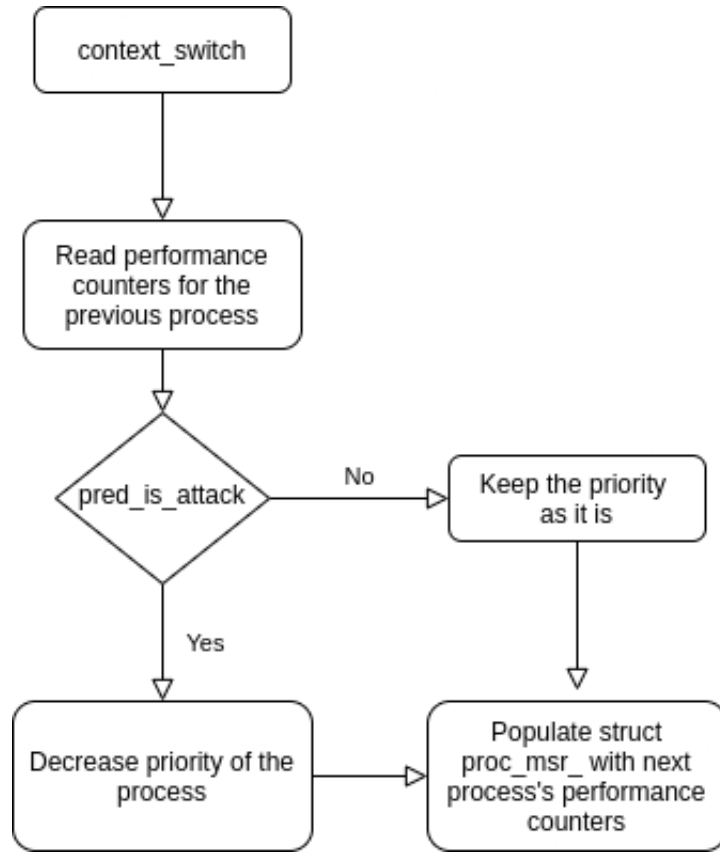 context_switch
Read performance
counters for the
previous process
pred_is_attack
No
Keep the priority
as it is
Yes
Decrease priority of the
process
Populate struct
proc_msr_ with next
process's performance
counters